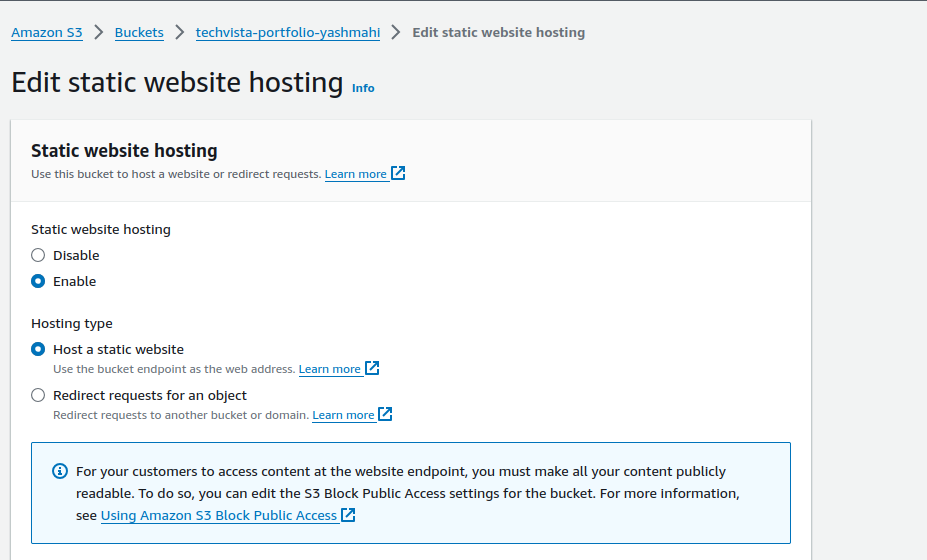 Amazon S3 > Buckets > techvista-portfolio-yashmahi > Edit static website hosting
Edit static website hosting Info
Static website hosting
Use this bucket to host a website or redirect requests. Learn more
Static website hosting
Disable
Enable
Hosting type
Host a static website
Use the bucket endpoint as the web address. Learn more
Redirect requests for an object
Redirect requests to another bucket or domain. Learn more
For your customers to access content at the website endpoint, you must make all your content publicly
readable. To do so, you can edit the S3 Block Public Access settings for the bucket. For more information,
see Using Amazon S3 Block Public Access